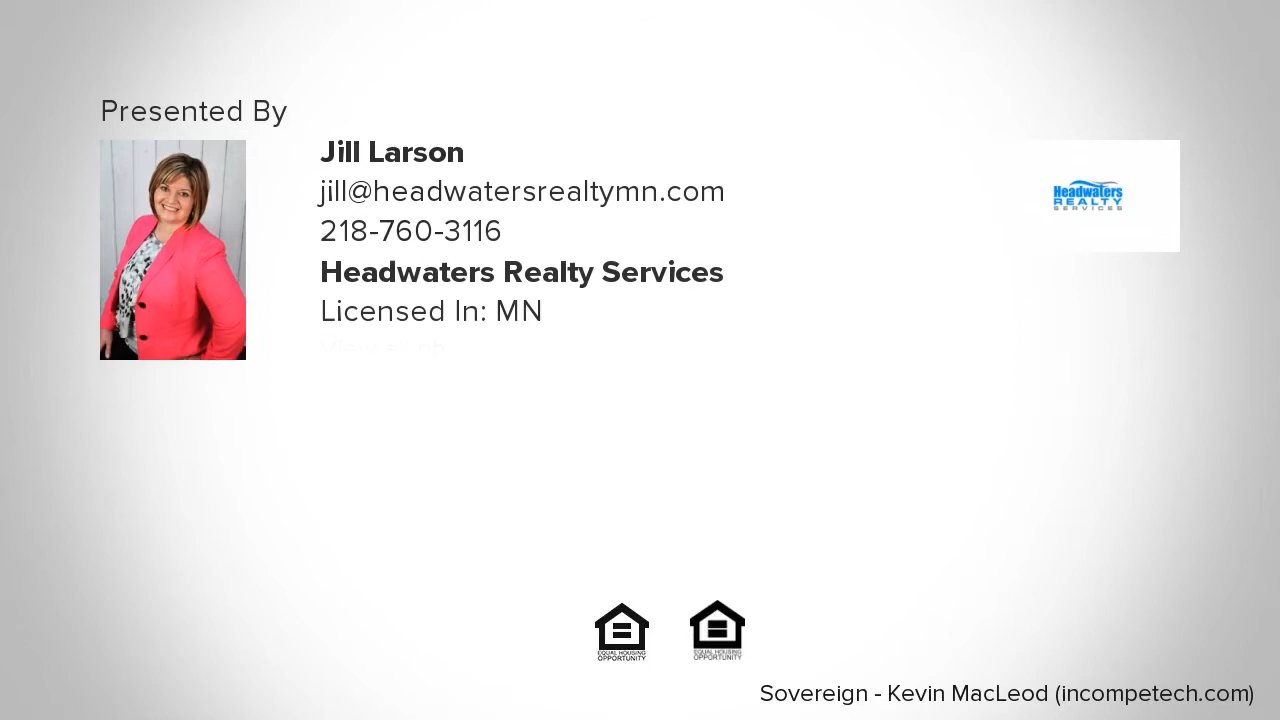 Presented By
Jill Larson
jill@headwatersrealtymn.com
218-760-3116
Headwaters Realty Services
Licensed In: MN
Headwaters
REALTY
SERVICES
EQUAL HOUSING
OPPORTUNITY
EQUAL HOUSING
OPPORTUNITY
Sovereign - Kevin MacLeod (incompetech.com)